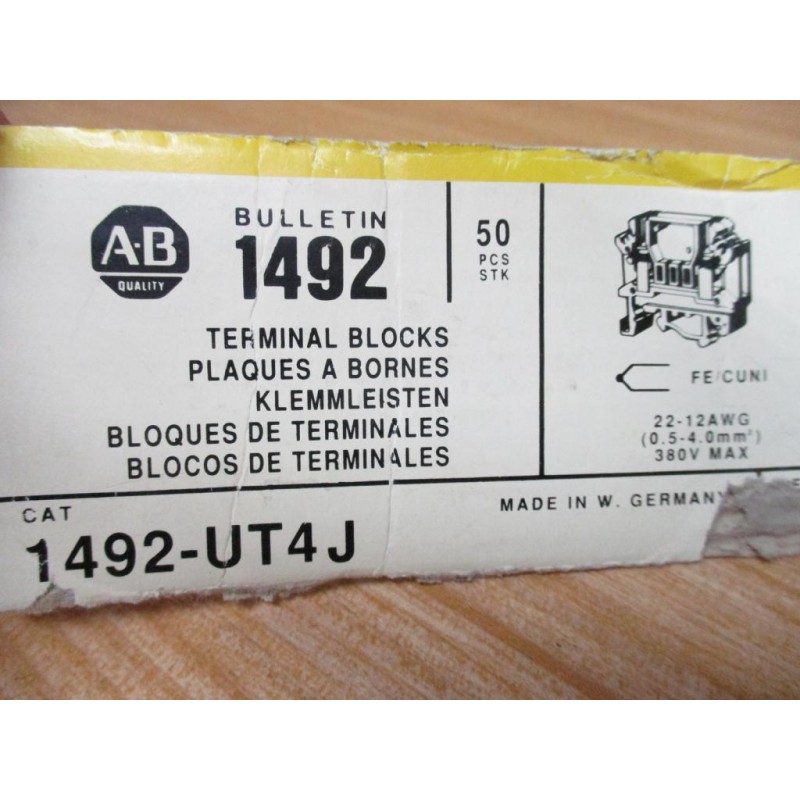 A-B
QUALITY
BULLETIN
1492
50
PCS
STK
TERMINAL BLOCKS
PLAQUES A BORNES
KLEMMLEISTEN
BLOQUES DE TERMINALES
BLOCOS DE TERMINALES
FE/CUNI
22-12AWG
(0.5-4.0mm²)
380V MAX
MADE IN W. GERMANY
CAT
1492-UT4J